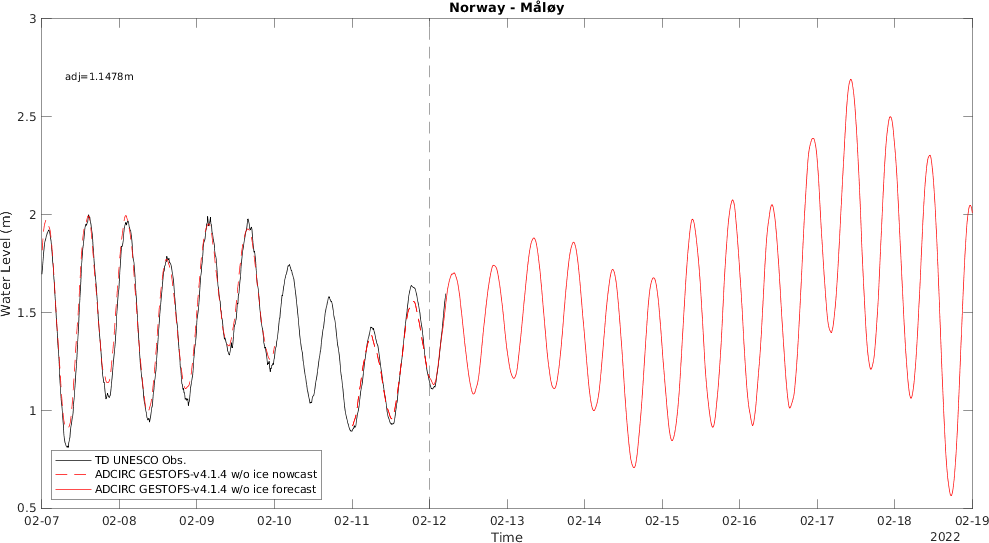 Norway - Måløy
3
adj=1.1478m
2.5
2
Water Level (m)
1.5
1
TD UNESCO Obs.
ADCIRC GESTOFS-v4.1.4 w/o ice nowcast
ADCIRC GESTOFS-v4.1.4 w/o ice forecast
0.5
02-07 02-08 02-09 02-10 02-11 02-12 02-13 02-14 02-15 02-16 02-17 02-18 02-19
Time
2022